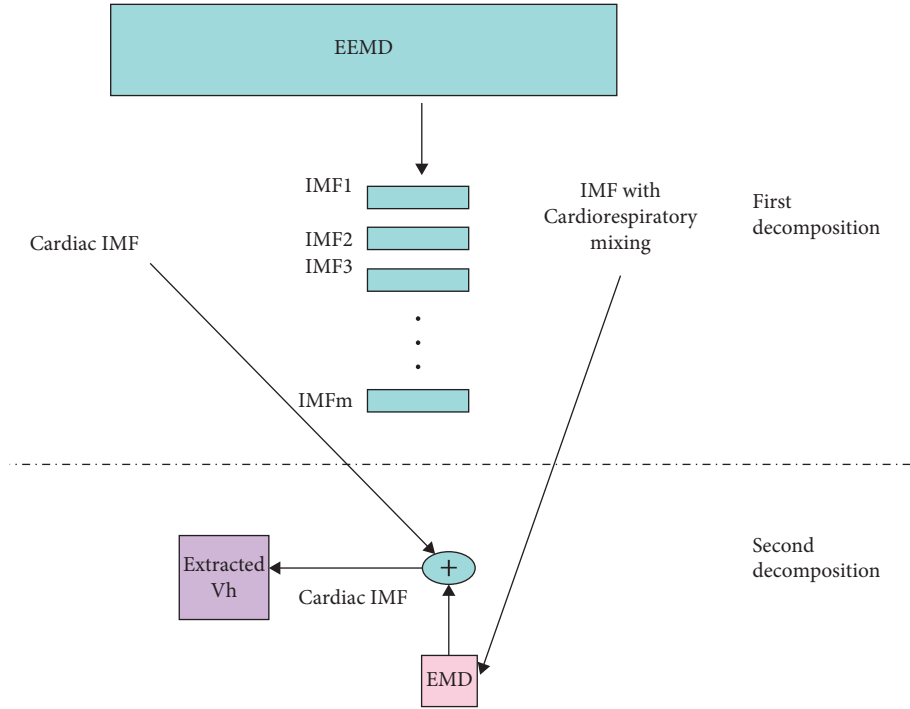 EEMD
IMF1
IMF2
IMF3
IMFm
Cardiac IMF
IMF with
Cardiorespiratory
mixing
First
decomposition
Second
decomposition
Extracted
Vh
Cardiac IMF
+
EMD